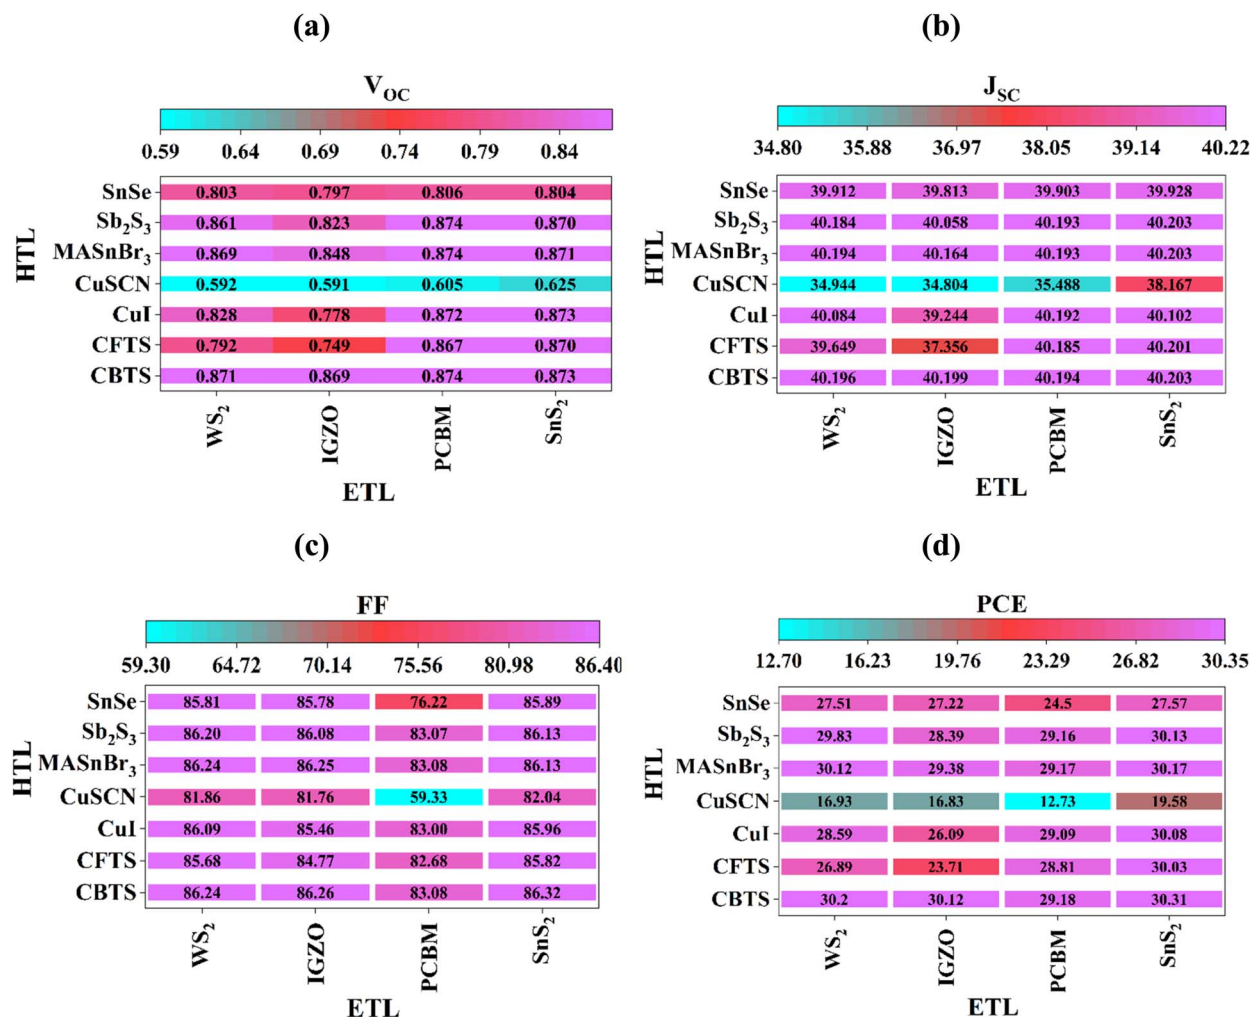 (a)
V_OC
0.59 0.64 0.69 0.74 0.79 0.84
HTL
SnSe 0.803 0.797 0.806 0.804
Sb₂S₃ 0.861 0.823 0.874 0.870
MASnBr₃ 0.869 0.848 0.874 0.871
CuSCN 0.592 0.591 0.605 0.625
CuI 0.828 0.778 0.872 0.873
CFTS 0.792 0.749 0.867 0.870
CBTS 0.871 0.869 0.874 0.873
WS₂ IGZO PCBM SnS₂
ETL
(b)
J_SC
34.80 35.88 36.97 38.05 39.14 40.22
HTL
SnSe 39.912 39.813 39.903 39.928
Sb₂S₃ 40.184 40.058 40.193 40.203
MASnBr₃ 40.194 40.164 40.193 40.203
CuSCN 34.944 34.804 35.488 38.167
CuI 40.084 39.244 40.192 40.102
CFTS 39.649 37.356 40.185 40.201
CBTS 40.196 40.199 40.194 40.203
WS₂ IGZO PCBM SnS₂
ETL
(c)
FF
59.30 64.72 70.14 75.56 80.98 86.40
HTL
SnSe 85.81 85.78 76.22 85.89
Sb₂S₃ 86.20 86.08 83.07 86.13
MASnBr₃ 86.24 86.25 83.08 86.13
CuSCN 81.86 81.76 59.33 82.04
CuI 86.09 85.46 83.00 85.96
CFTS 85.68 84.77 82.68 85.82
CBTS 86.24 86.26 83.08 86.32
WS₂ IGZO PCBM SnS₂
ETL
(d)
PCE
12.70 16.23 19.76 23.29 26.82 30.35
HTL
SnSe 27.51 27.22 24.5 27.57
Sb₂S₃ 29.83 28.39 29.16 30.13
MASnBr₃ 30.12 29.38 29.17 30.17
CuSCN 16.93 16.83 12.73 19.58
CuI 28.59 26.09 29.09 30.08
CFTS 26.89 23.71 28.81 30.03
CBTS 30.2 30.12 29.18 30.31
WS₂ IGZO PCBM SnS₂
ETL